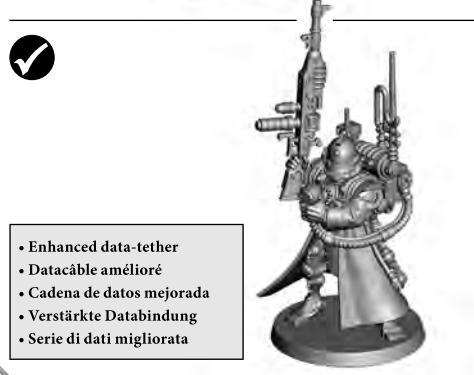 • Enhanced data-tether
• Datacâble amélioré
• Cadena de datos mejorada
• Verstärkte Databindung
• Serie di dati migliorata